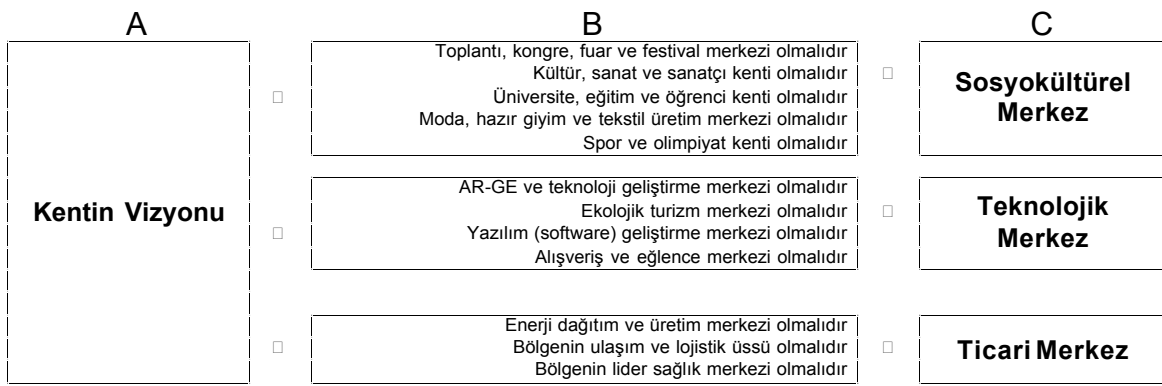 A
B
C
Kentin Vizyonu
Toplantı, kongre, fuar ve festival merkezi olmalıdır
Kültür, sanat ve sanatçı kenti olmalıdır
Üniversite, eğitim ve öğrenci kenti olmalıdır
Moda, hazır giyim ve tekstil üretim merkezi olmalıdır
Spor ve olimpiyat kenti olmalıdır
Sosyokültürel
Merkez
AR-GE ve teknoloji geliştirme merkezi olmalıdır
Ekolojik turizm merkezi olmalıdır
Yazılım (software) geliştirme merkezi olmalıdır
Alışveriş ve eğlence merkezi olmalıdır
Teknolojik
Merkez
Enerji dağıtım ve üretim merkezi olmalıdır
Bölgenin ulaşım ve lojistik üssü olmalıdır
Bölgenin lider sağlık merkezi olmalıdır
Ticari Merkez